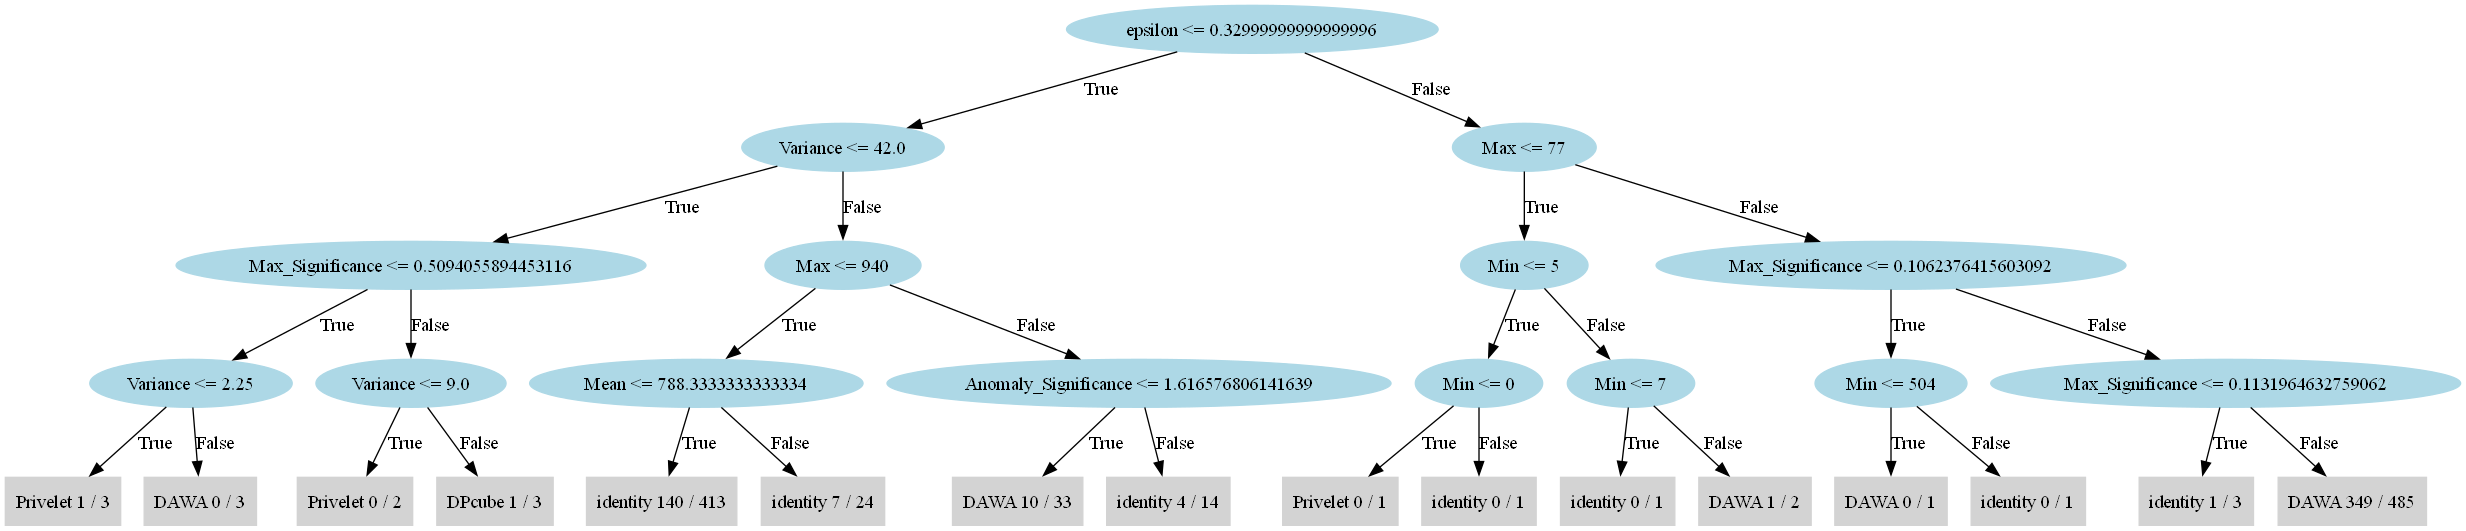 epsilon <= 0.32999999999999996
True
False
Variance <= 42.0
Max <= 77
True
False
True
False
Max_Significance <= 0.5094055894453116
Max <= 940
Min <= 5
Max_Significance <= 0.1062376415603092
True
False
True
False
True
False
True
False
Variance <= 2.25
Variance <= 9.0
Mean <= 788.3333333333334
Anomaly_Significance <= 1.616576806141639
Min <= 0
Min <= 7
Min <= 504
Max_Significance <= 0.1131964632759062
True
False
True
False
True
False
True
False
True
False
True
False
True
False
True
False
Privelet 1 / 3
DAWA 0 / 3
Privelet 0 / 2
DPcube 1 / 3
identity 140 / 413
identity 7 / 24
DAWA 10 / 33
identity 4 / 14
Privelet 0 / 1
identity 0 / 1
identity 0 / 1
DAWA 1 / 2
DAWA 0 / 1
identity 0 / 1
identity 1 / 3
DAWA 349 / 485